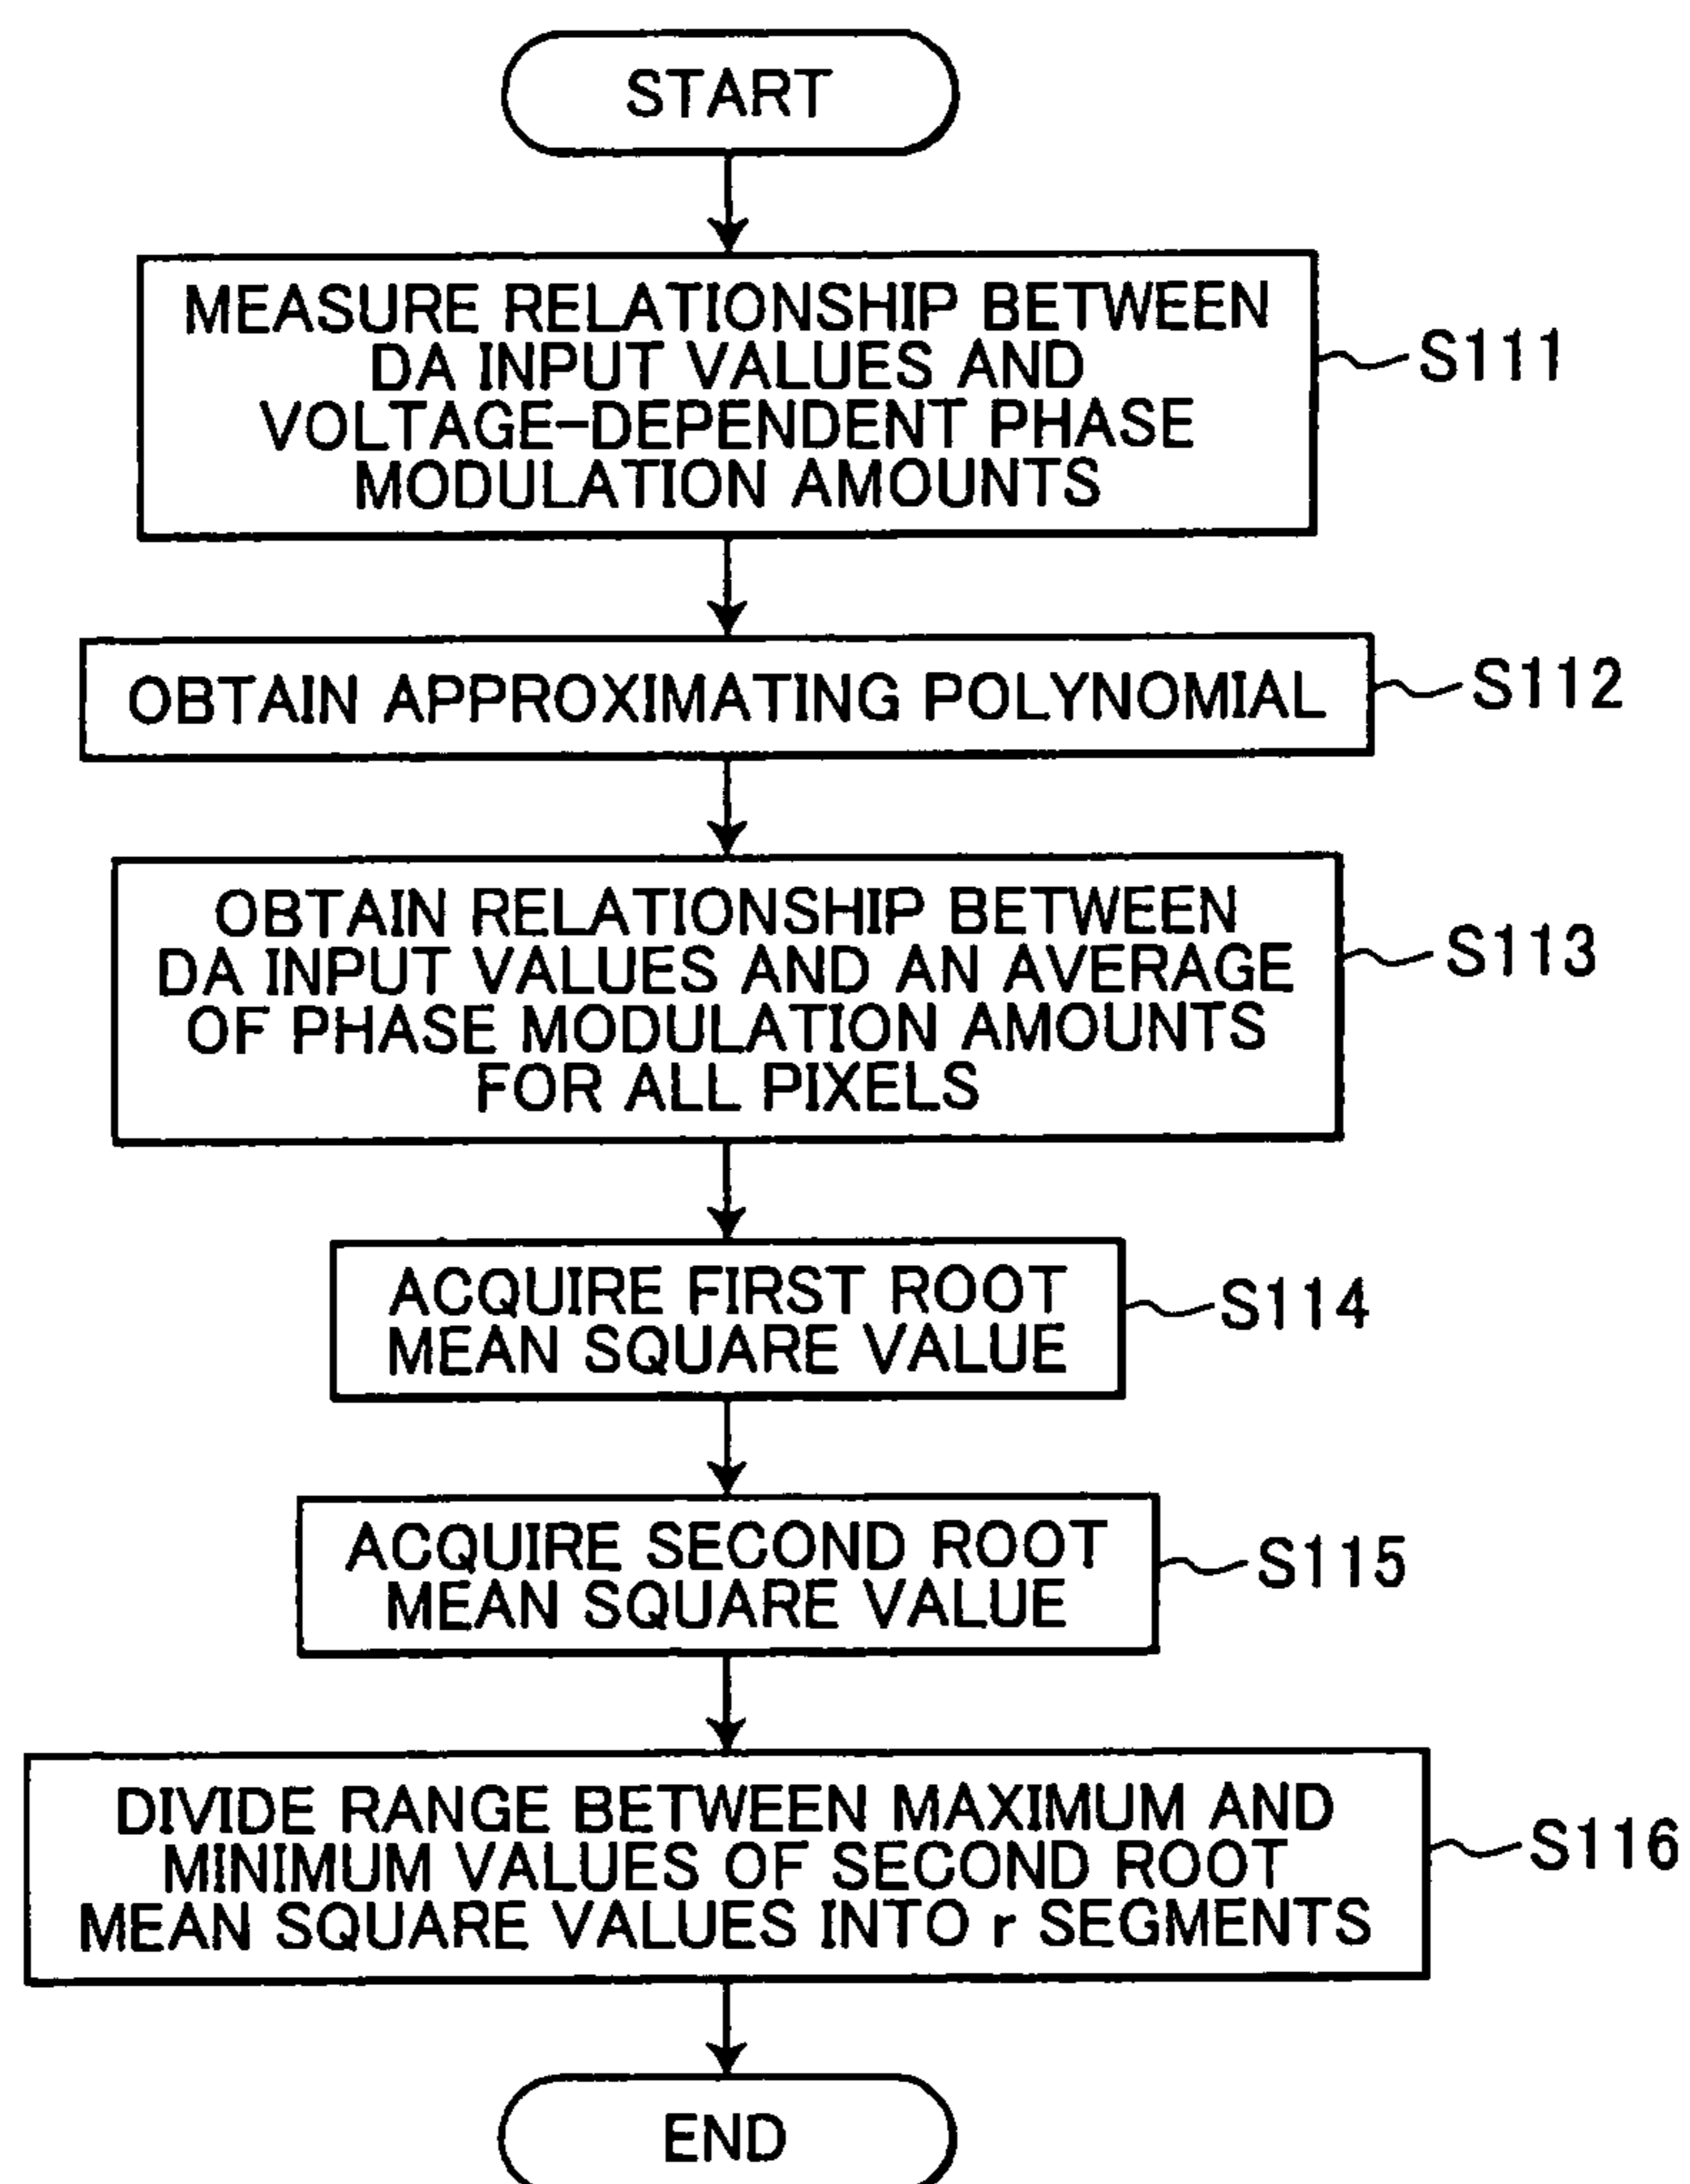 START
MEASURE RELATIONSHIP BETWEEN
DA INPUT VALUES AND
VOLTAGE-DEPENDENT PHASE
MODULATION AMOUNTS
S111
OBTAIN APPROXIMATING POLYNOMIAL
S112
OBTAIN RELATIONSHIP BETWEEN
DA INPUT VALUES AND AN AVERAGE
OF PHASE MODULATION AMOUNTS
FOR ALL PIXELS
S113
ACQUIRE FIRST ROOT
MEAN SQUARE VALUE
S114
ACQUIRE SECOND ROOT
MEAN SQUARE VALUE
S115
DIVIDE RANGE BETWEEN MAXIMUM AND
MINIMUM VALUES OF SECOND ROOT
MEAN SQUARE VALUES INTO r SEGMENTS
S116
END